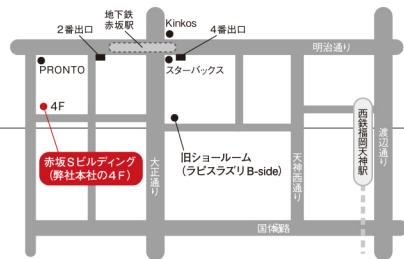 地下鉄
赤坂駅
Kinkos
2番出口
4番出口
明治通り
PRONTO
スターバックス
4F
赤坂Sビルディング
(弊社本社の4F)
大正通り
旧ショールーム
(ラピスラズリB-side)
天神西通り
西鉄福岡天神駅
渡辺通り
国体道路